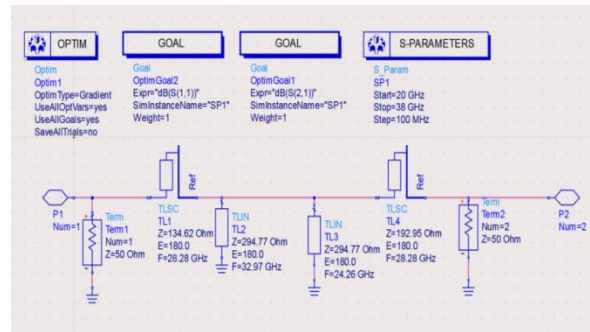 OPTIM
Optim
Optim1
OptimType=Gradient
UseAllOptVars=yes
UseAllGoals=yes
SaveAllTrials=no
GOAL
Goal
OptimGoal2
Expr="dB(S(1,1))"
SimInstanceName="SP1"
Weight=1
GOAL
Goal
OptimGoal1
Expr="dB(S(2,1))"
SimInstanceName="SP1"
Weight=1
S-PARAMETERS
S_Param
SP1
Start=20 GHz
Stop=38 GHz
Step=100 MHz
P1
Num=1
Term
Term1
Num=1
Z=50 Ohm
Ref
TLSC
TL1
Z=134.62 Ohm
E=180.0
F=28.28 GHz
TLIN
TL2
Z=294.77 Ohm
E=180.0
F=32.97 GHz
TLIN
TL3
Z=294.77 Ohm
E=180.0
F=24.26 GHz
Ref
TLSC
TL4
Z=192.95 Ohm
E=180.0
F=28.28 GHz
Term
Term2
Num=2
Z=50 Ohm
P2
Num=2